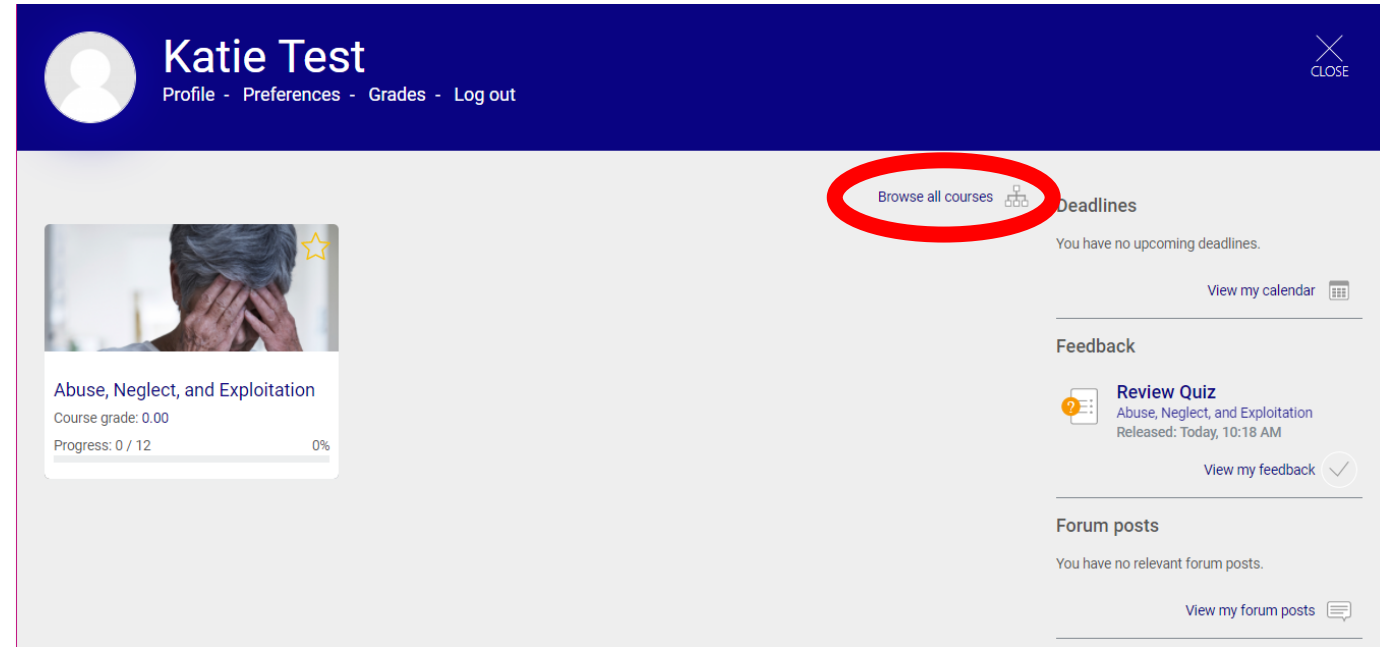 Katie Test
Profile - Preferences - Grades - Log out
CLOSE
Browse all courses
Abuse, Neglect, and Exploitation
Course grade: 0.00
Progress: 0 / 12 0%
Deadlines
You have no upcoming deadlines.
View my calendar
Feedback
Review Quiz
Abuse, Neglect, and Exploitation
Released: Today, 10:18 AM
View my feedback
Forum posts
You have no relevant forum posts.
View my forum posts